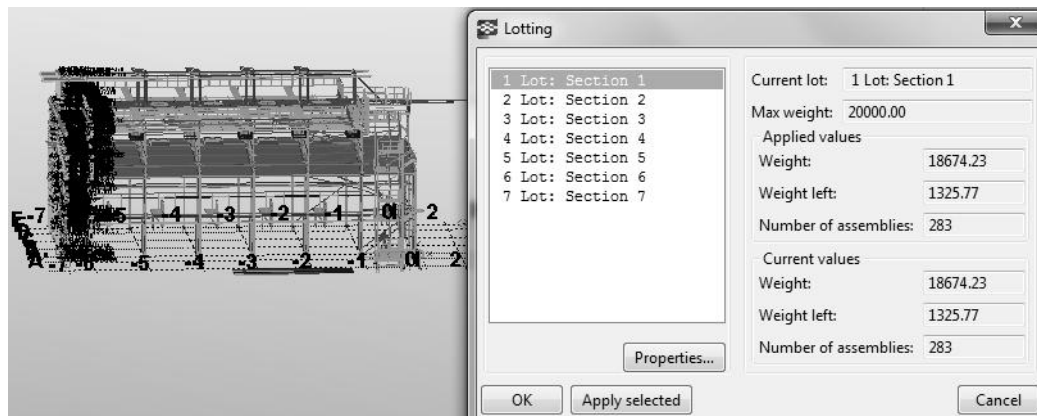 Lotting
1 Lot: Section 1
2 Lot: Section 2
3 Lot: Section 3
4 Lot: Section 4
5 Lot: Section 5
6 Lot: Section 6
7 Lot: Section 7
Properties...
OK
Apply selected
Current lot: 1 Lot: Section 1
Max weight: 20000.00
Applied values
Weight: 18674.23
Weight left: 1325.77
Number of assemblies: 283
Current values
Weight: 18674.23
Weight left: 1325.77
Number of assemblies: 283
Cancel
-7 -5 -4 -3 -2 -1 0 2
-7 -6 -5 -4 -3 -2 -1 0 2